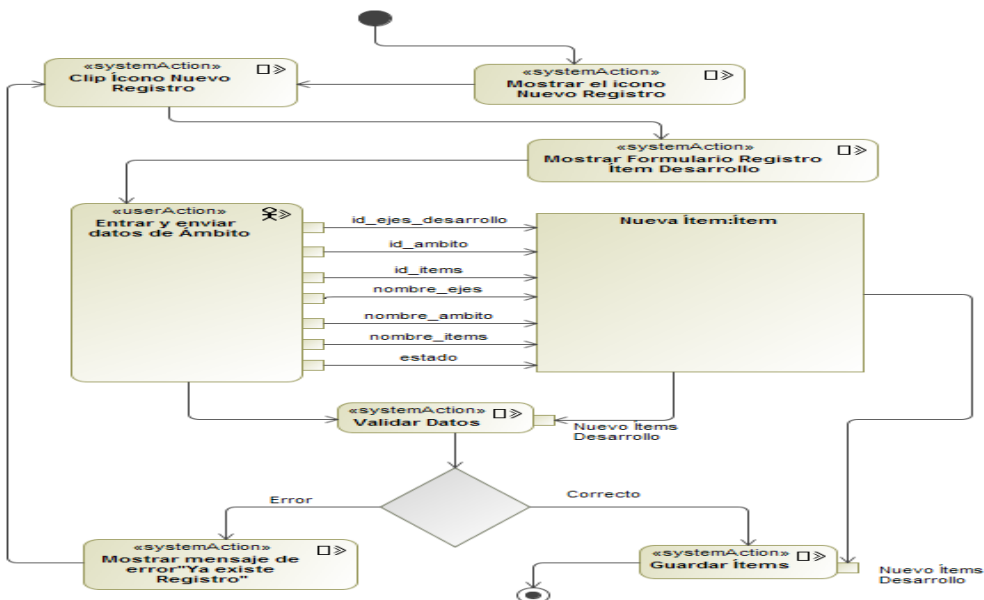 «systemAction»
Clip Ícono Nuevo
Registro
«systemAction»
Mostrar el icono
Nuevo Registro
«systemAction»
Mostrar Formulario Registro
Ítem Desarrollo
«userAction»
Entrar y enviar
datos de Ámbito
id_ejes_desarrollo
id_ambito
id_items
nombre_ejes
nombre_ambito
nombre_items
estado
Nueva Ítem:Ítem
«systemAction»
Validar Datos
Nuevo Ítems
Desarrollo
Error
Correcto
«systemAction»
Mostrar mensaje de
error"Ya existe
Registro"
«systemAction»
Guardar Ítems
Nuevo Ítems
Desarrollo